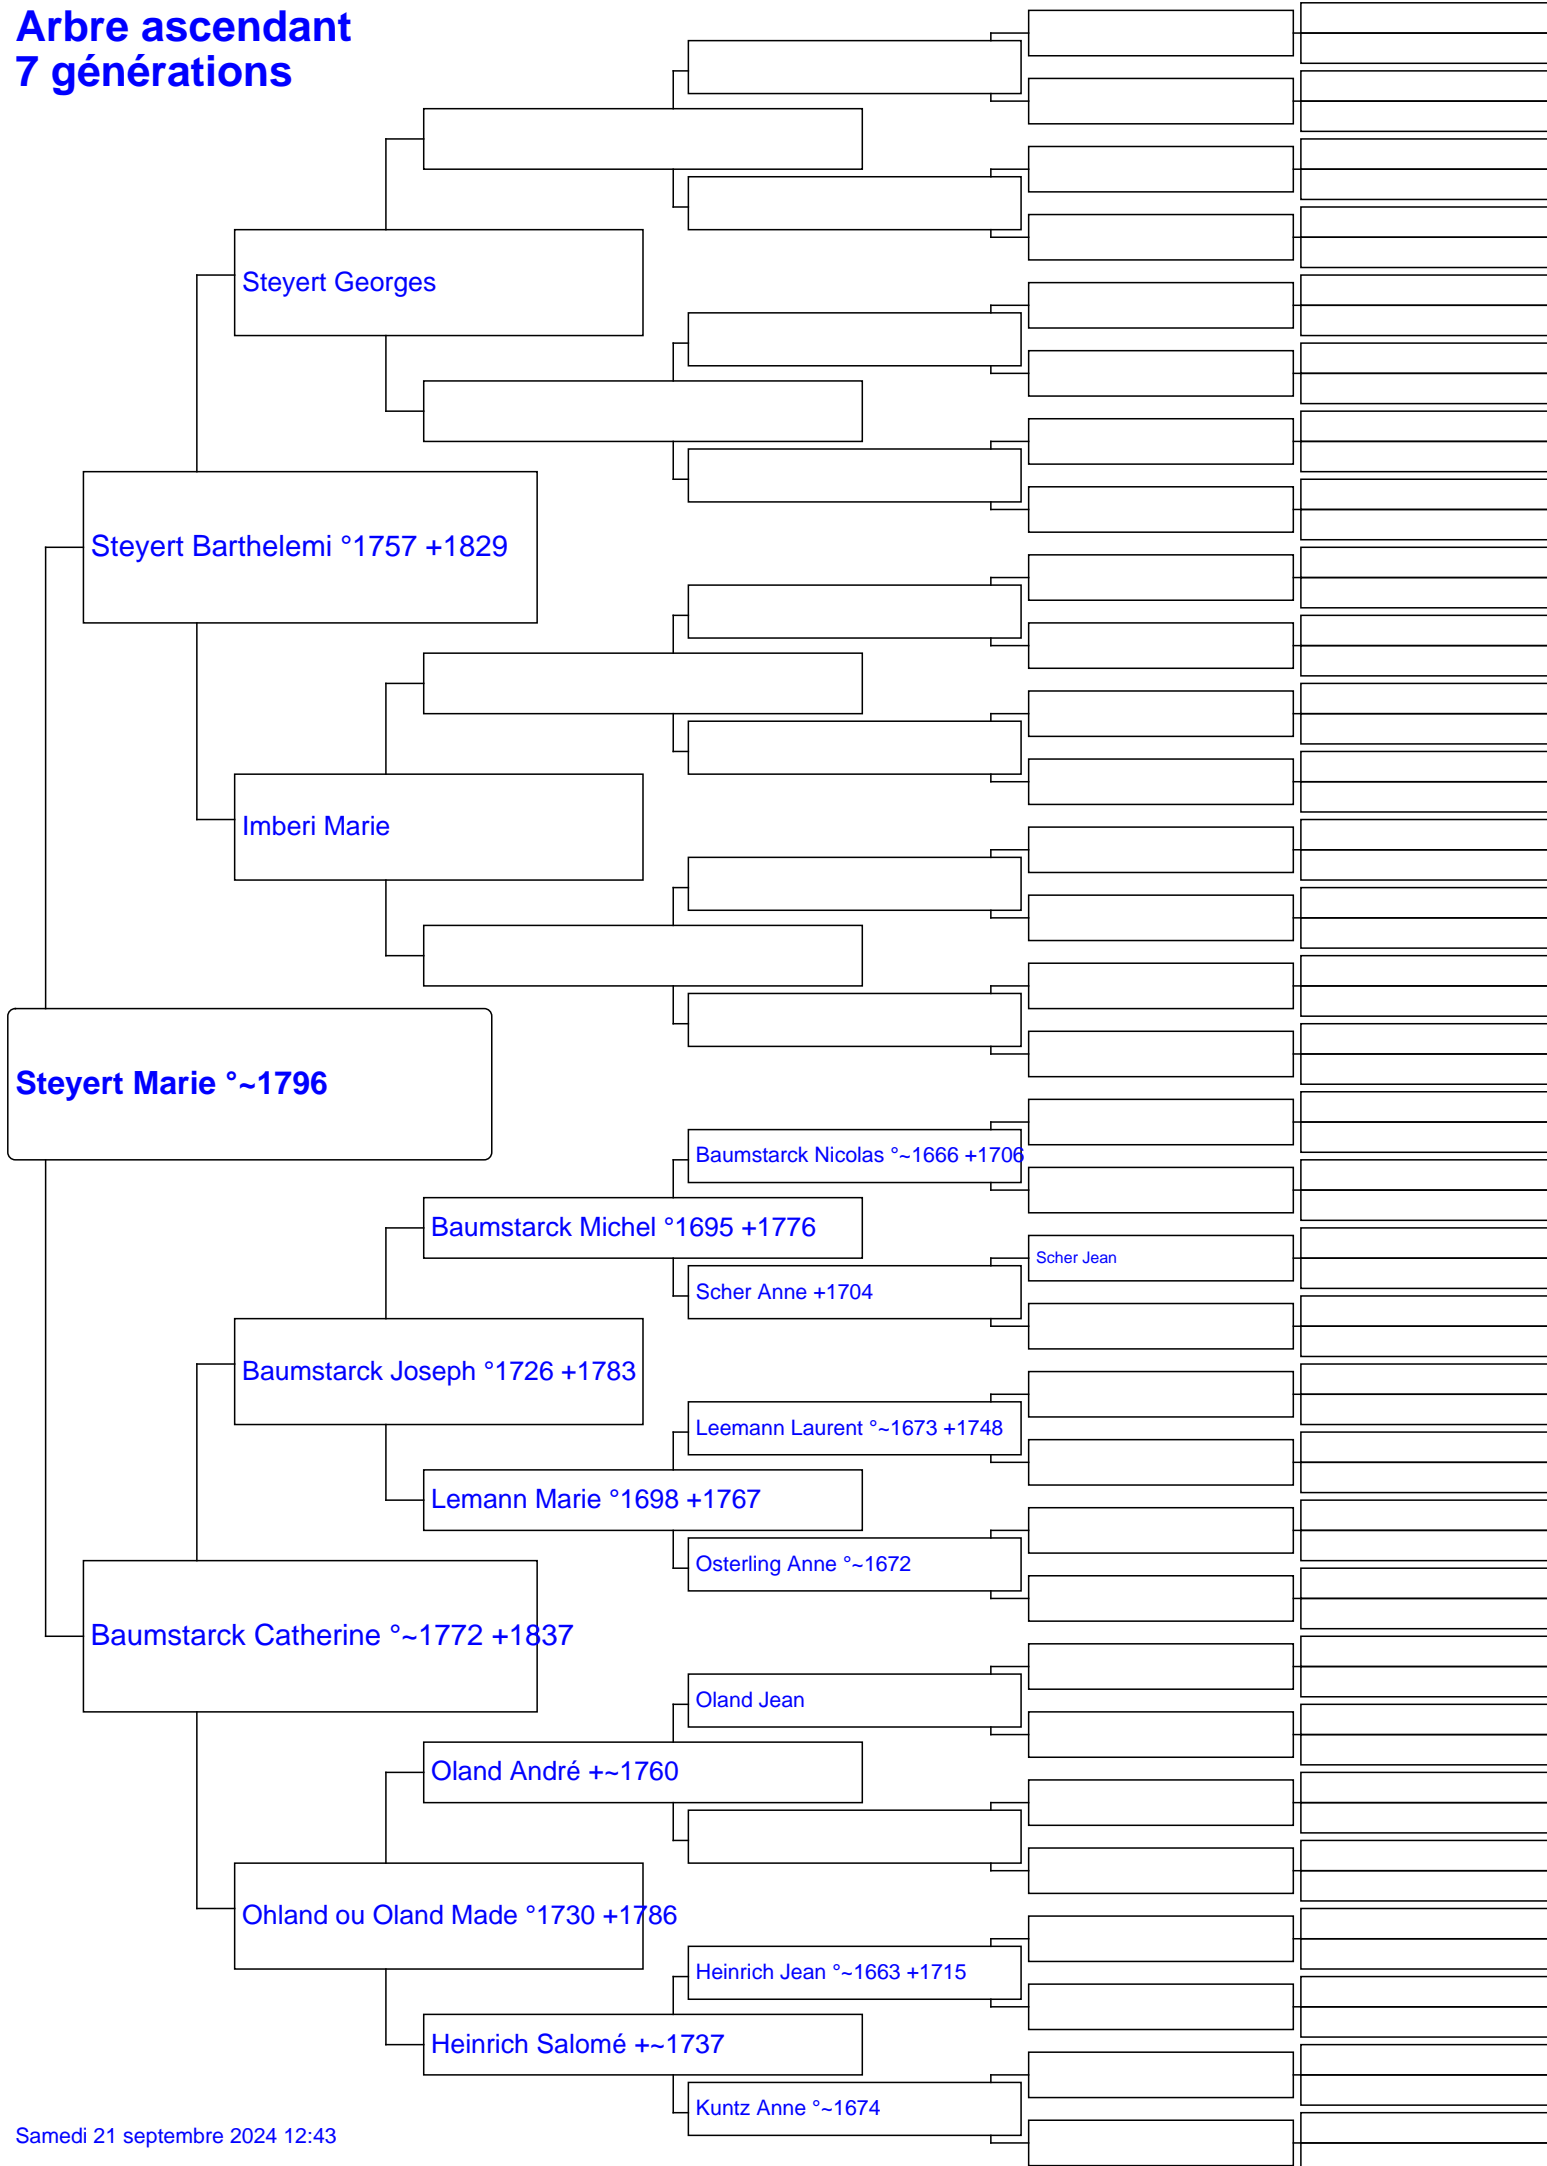 Arbre ascendant
7 générations
Steyert Georges
Steyert Barthelemi °1757 +1829
Imberi Marie
Steyert Marie °~1796
Baumstarck Nicolas °~1666 +1706
Baumstarck Michel °1695 +1776
Scher Jean
Scher Anne +1704
Baumstarck Joseph °1726 +1783
Leemann Laurent °~1673 +1748
Lemann Marie °1698 +1767
Osterling Anne °~1672
Baumstarck Catherine °~1772 +1837
Oland Jean
Oland André +~1760
Ohland ou Oland Made °1730 +1786
Heinrich Jean °~1663 +1715
Heinrich Salomé +~1737
Kuntz Anne °~1674
Samedi 21 septembre 2024 12:43